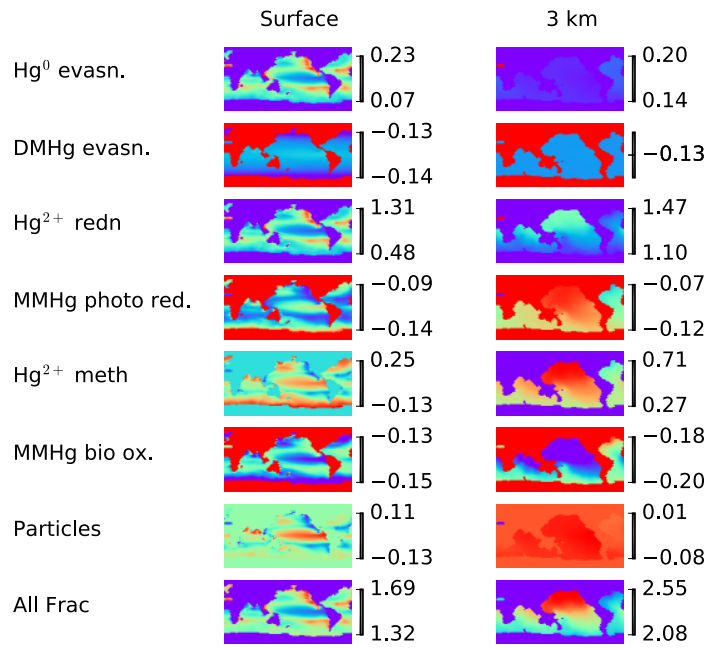 Surface 3 km
Hg⁰ evasn. 0.23 0.07 0.20 0.14
DMHg evasn. −0.13 −0.14 −0.13
Hg²⁺ redn 1.31 0.48 1.47 1.10
MMHg photo red. −0.09 −0.14 −0.07 −0.12
Hg²⁺ meth 0.25 −0.13 0.71 0.27
MMHg bio ox. −0.13 −0.15 −0.18 −0.20
Particles 0.11 −0.13 0.01 −0.08
All Frac 1.69 1.32 2.55 2.08